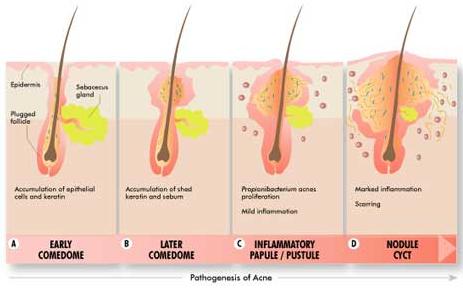 Epidermis
Sebaceous
gland
Plugged
follicle
Accumulation of epithelial
cells and keratin
Accumulation of shed
keratin and sebum
Propionibacterium acnes
proliferation
Mild inflammation
Marked inflammation
Scarring
A EARLY
COMEDOME
B LATER
COMEDOME
C INFLAMMATORY
PAPULE / PUSTULE
D NODULE
CYCT
Pathogenesis of Acne